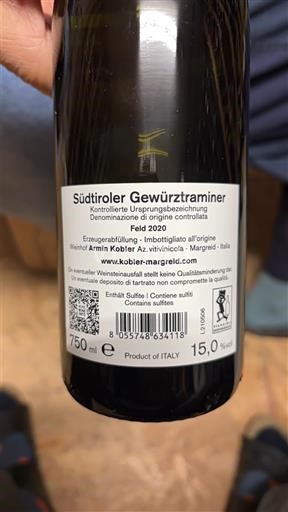 Südtiroler Gewürztraminer
Kontrollierte Ursprungsbezeichnung
Denominazione di origine controllata
Feld 2020
Erzeugerabfüllung - Imbottigliato all'origine
Weinhof Armin Kobler Az.vitivinicola - Margreid - Italia
www.kobler-margreid.com
Ein eventueller Weinsteinausfall stellt keine Qualitätsminderung dar.
Un eventuale deposito di tartrato non compromette la qualità.
Enthält Sulfite | Contiene solfiti
Contains sulfites
8 055748 634118
L210506
750 ml e
Product of ITALY
15,0 %vol